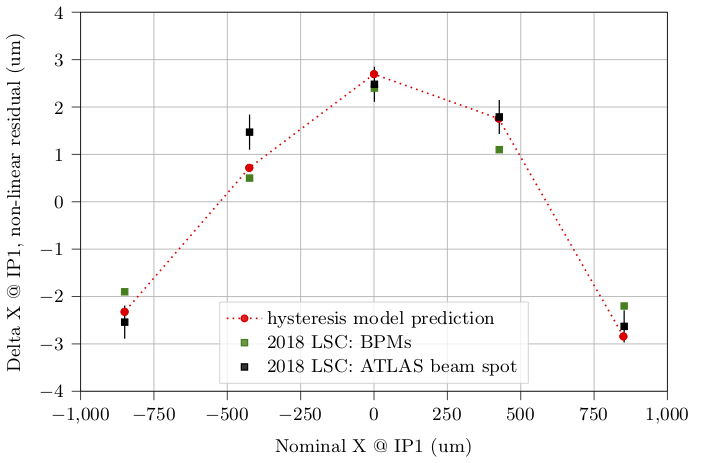 4
3
2
1
0
−1
−2
−3
−4
Delta X @ IP1, non-linear residual (um)
hysteresis model prediction
2018 LSC: BPMs
2018 LSC: ATLAS beam spot
−1,000 −750 −500 −250 0 250 500 750 1,000
Nominal X @ IP1 (um)